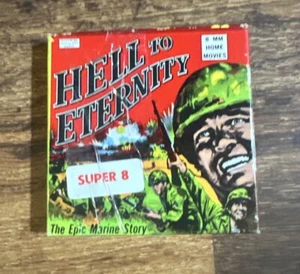 HELL TO
ETERNITY
8 MM
HOME
MOVIES
SUPER 8
The Epic Marine Story